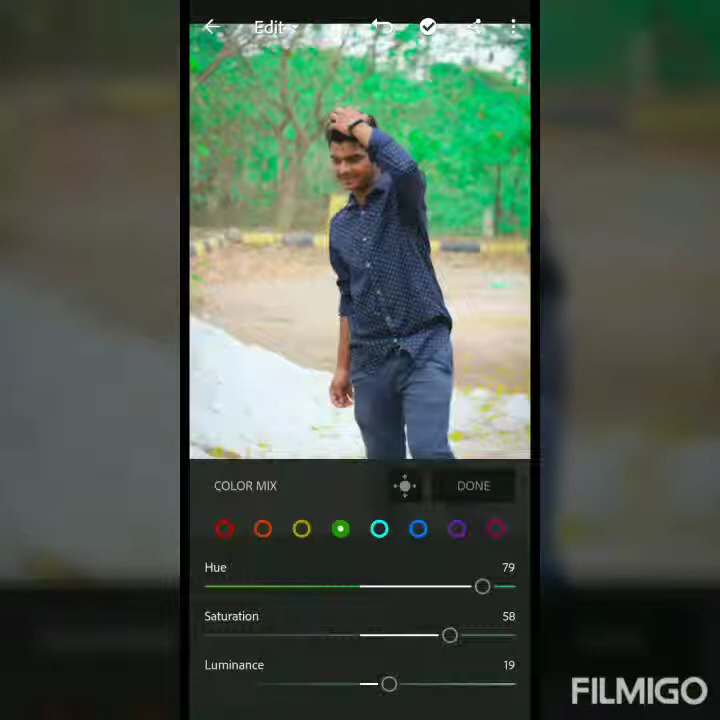 Edit
COLOR MIX DONE
Hue 79
Saturation 58
Luminance 19
FILMIGO